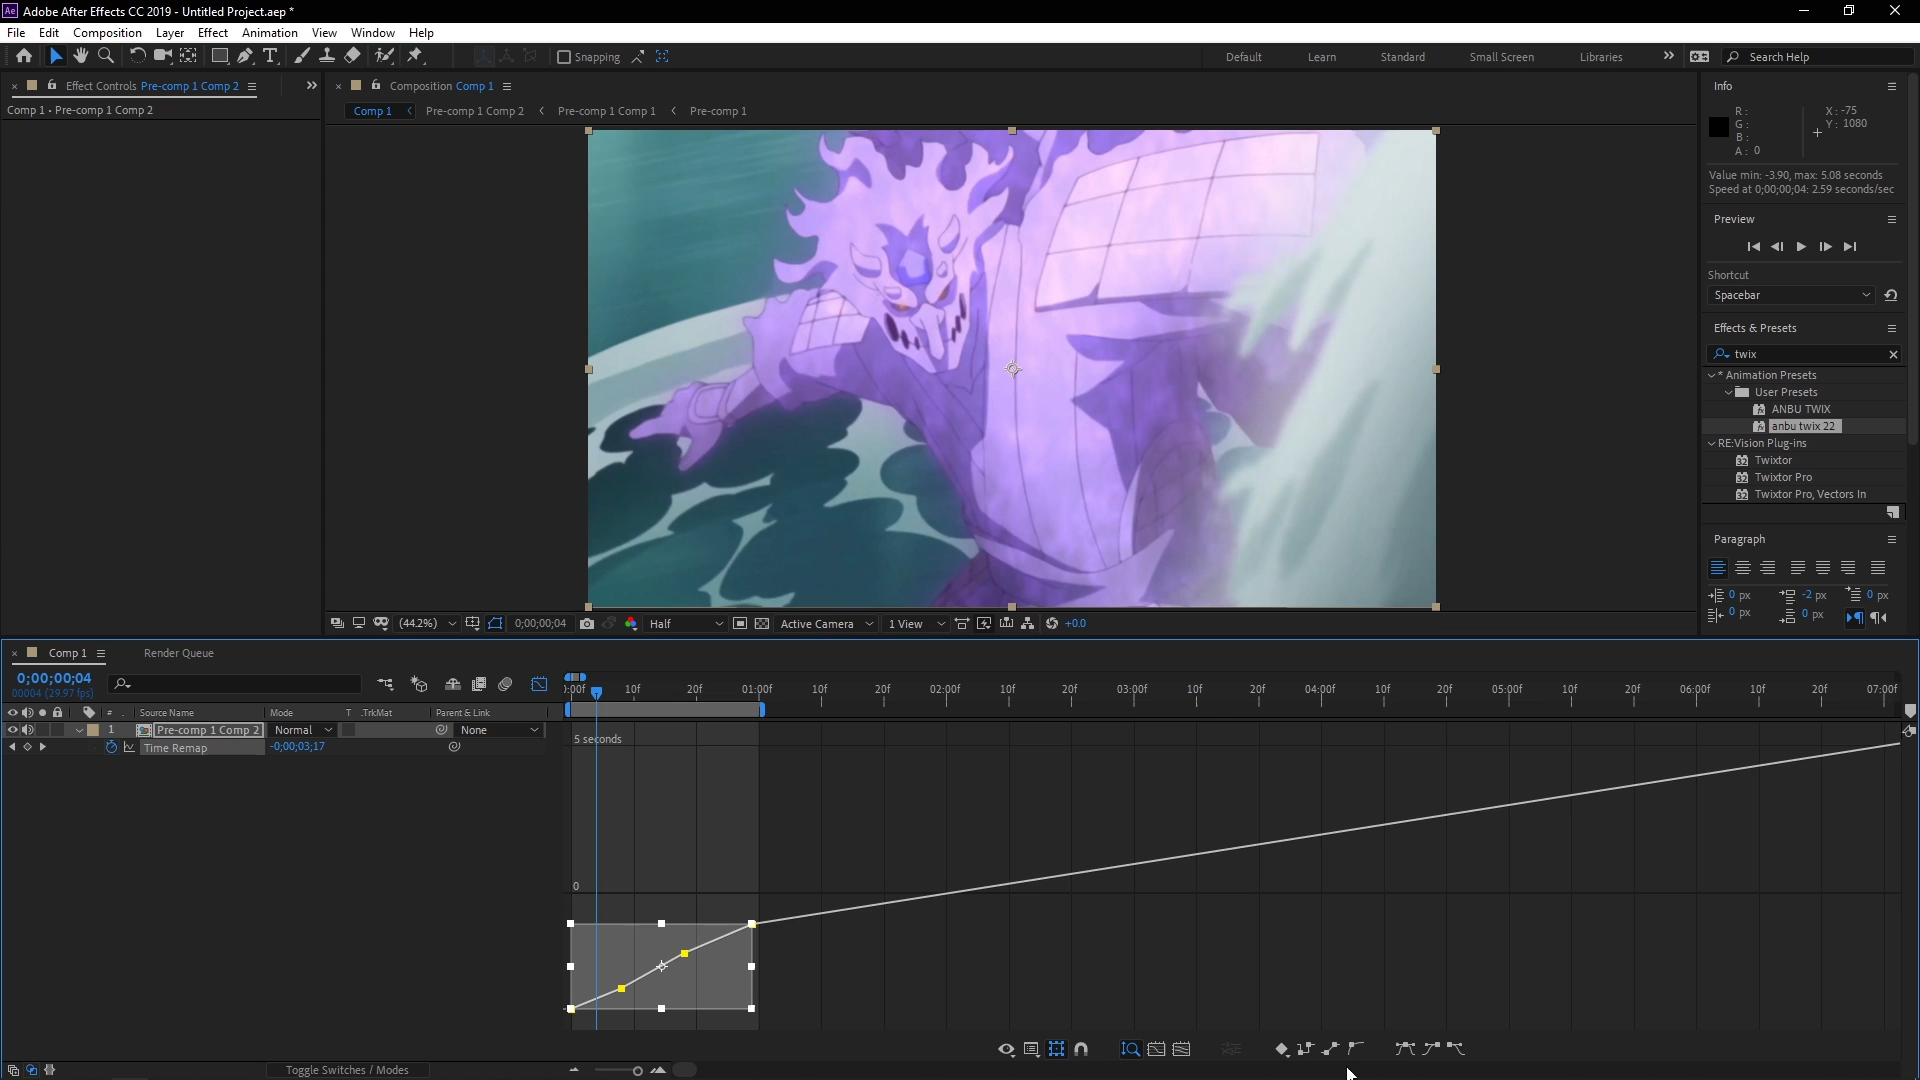 Ae Adobe After Effects CC 2019 - Untitled Project.aep *
File Edit Composition Layer Effect Animation View Window Help
Snapping
Default Learn Standard Small Screen Libraries » Search Help
Effect Controls Pre-comp 1 Comp 2
Composition Comp 1
Info
Comp 1 • Pre-comp 1 Comp 2
Comp 1 Pre-comp 1 Comp 2 Pre-comp 1 Comp 1 Pre-comp 1
R :
G :
B :
A : 0
X : -75
Y : 1080
Value min: -3.90, max: 5.08 seconds
Speed at 0;00;00;04: 2.59 seconds/sec
Preview
Shortcut
Spacebar
Effects & Presets
twix
* Animation Presets
User Presets
ANBU TWIX
anbu twix 22
RE:Vision Plug-ins
32 Twixtor
32 Twixtor Pro
32 Twixtor Pro, Vectors In
Paragraph
0 px -2 px 0 px
0 px 0 px
(44.2%) 0;00;00;04 Half Active Camera 1 View +0.0
Comp 1 Render Queue
0;00;00;04
00004 (29.97 fps)
):00f 10f 20f 01:00f 10f 20f 02:00f 10f 20f 03:00f 10f 20f 04:00f 10f 20f 05:00f 10f 20f 06:00f 10f 20f 07:00f
# . Source Name Mode T .TrkMat Parent & Link
1 Pre-comp 1 Comp 2 Normal None
Time Remap -0;00;03;17
5 seconds
0
Toggle Switches / Modes